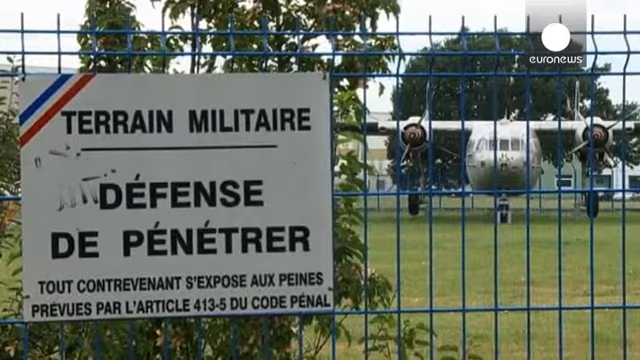 euronews.
TERRAIN MILITAIRE
DÉFENSE
DE PÉNÉTRER
TOUT CONTREVENANT S'EXPOSE AUX PEINES
PRÉVUES PAR L'ARTICLE 413-5 DU CODE PÉNAL